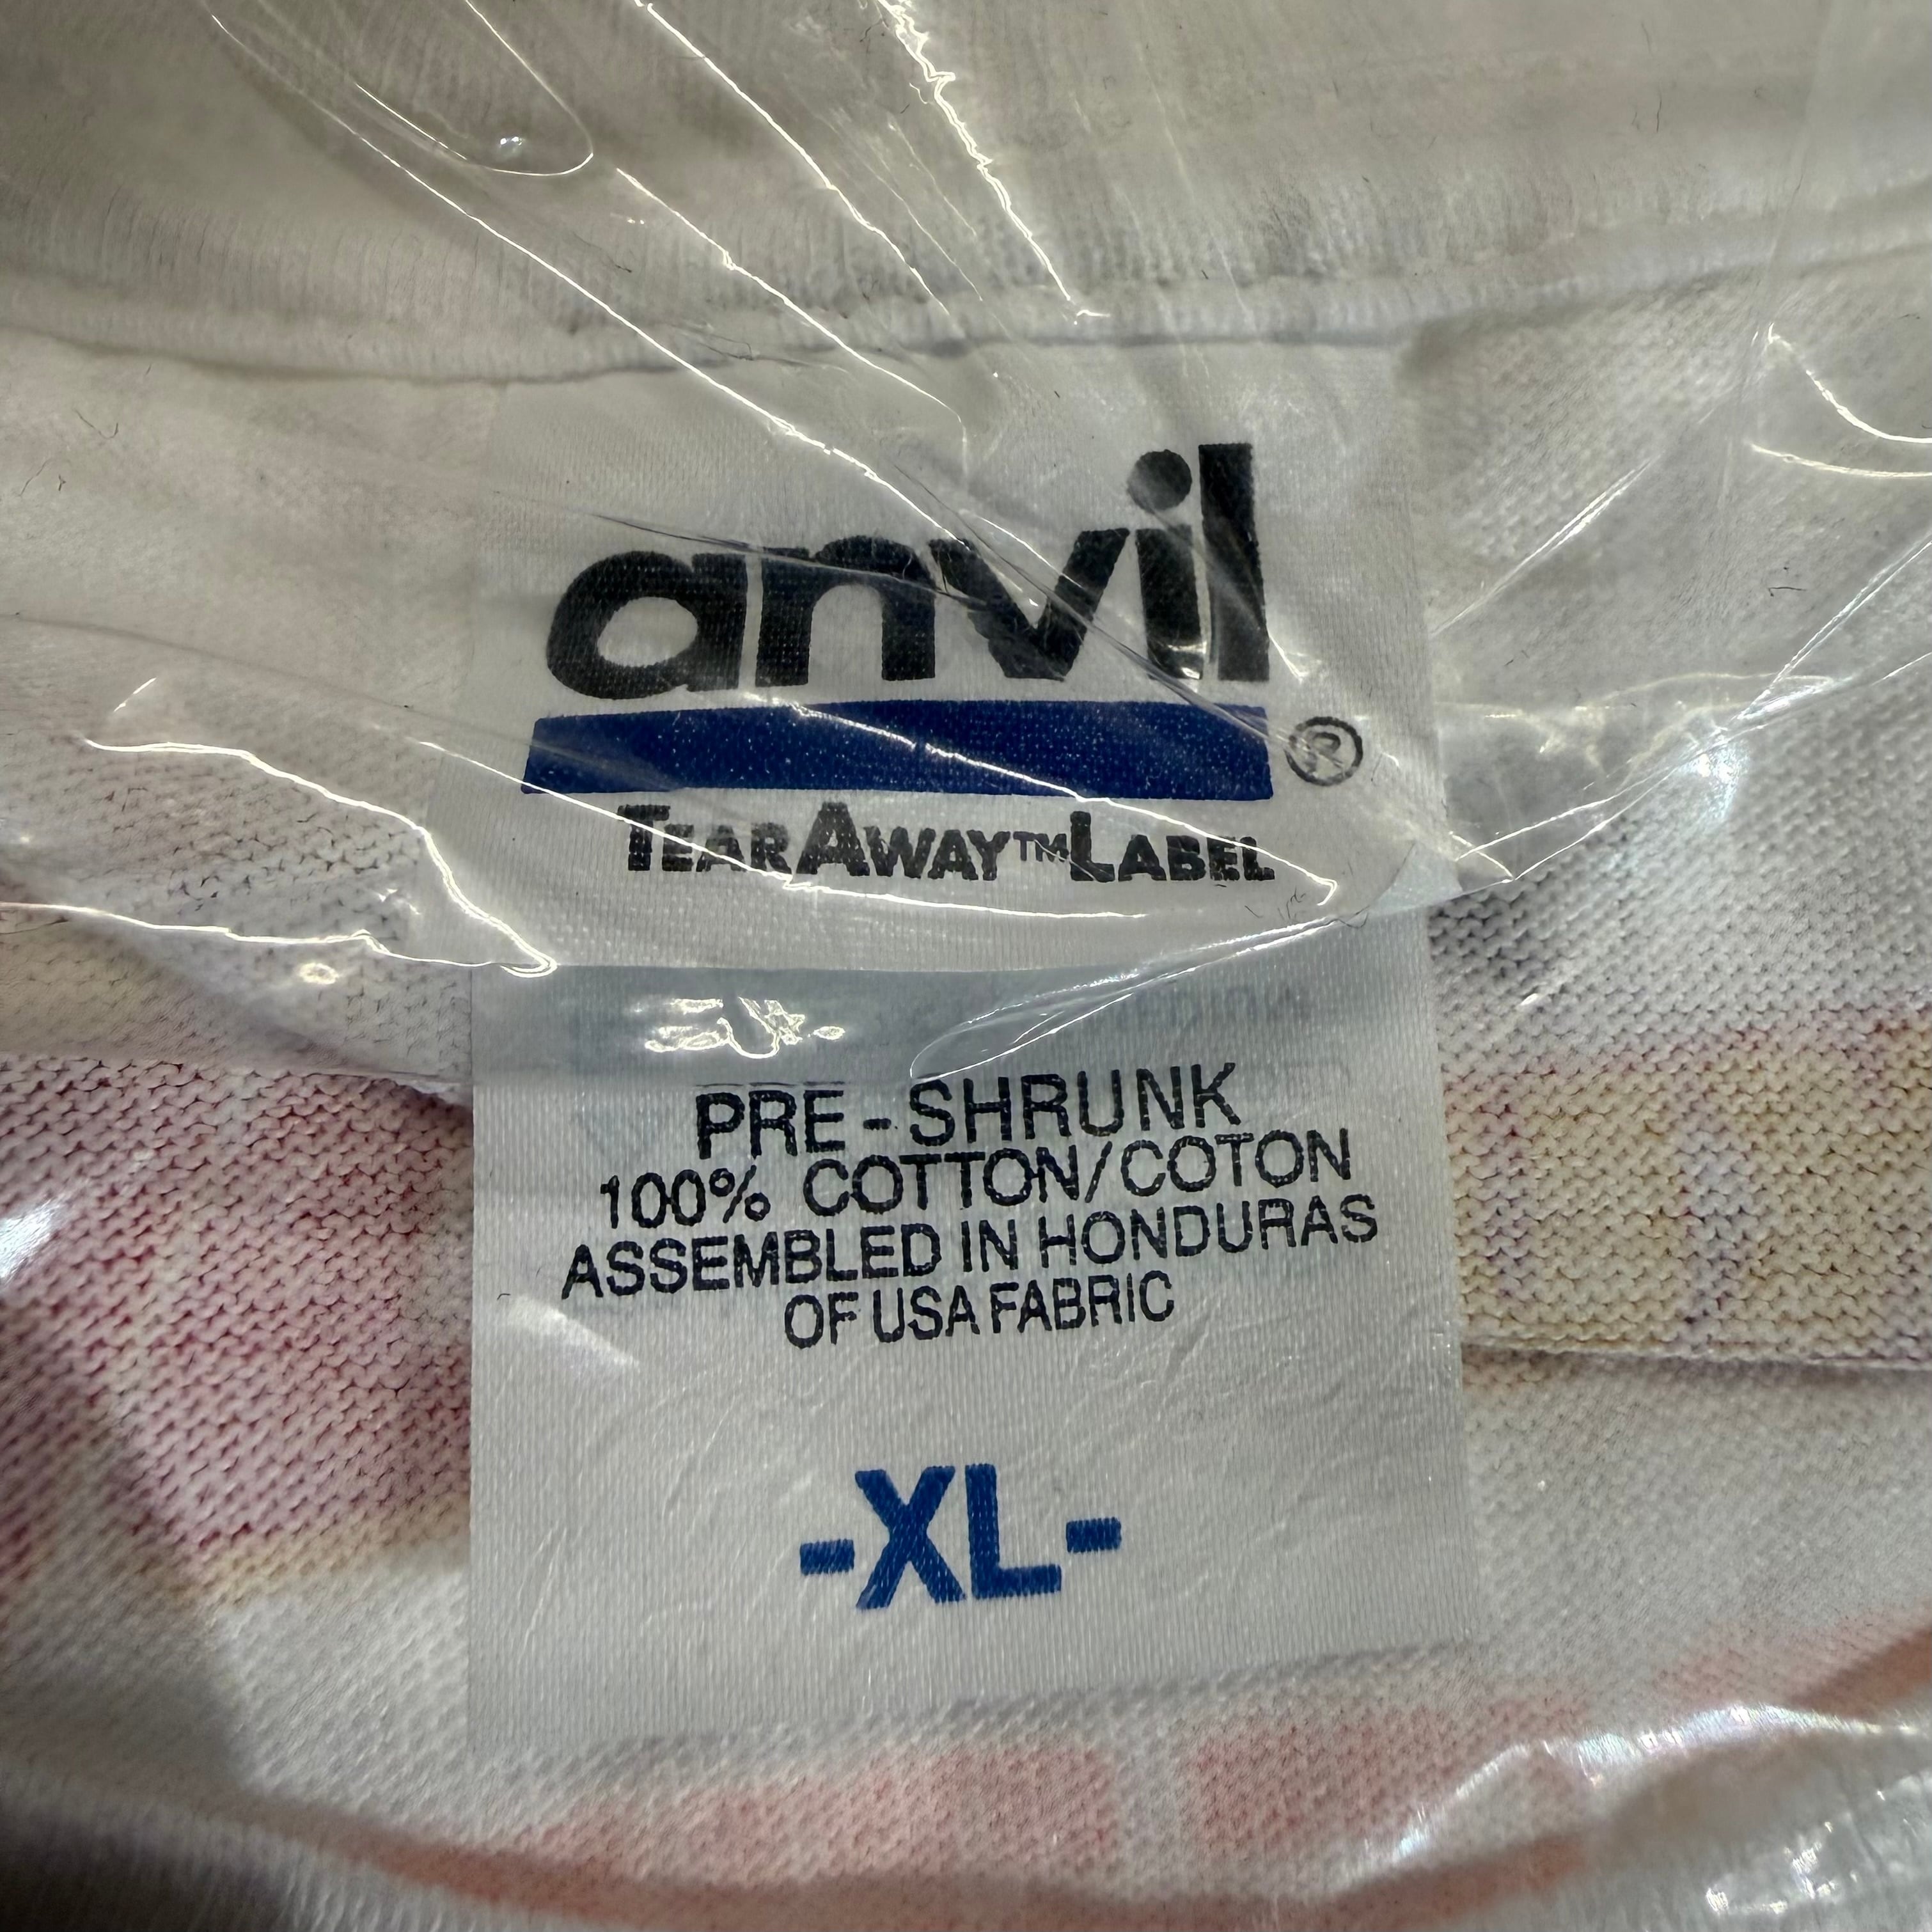 anvil
®
TEARAWAY™LABEL
PRE-SHRUNK
100% COTTON/COTON
ASSEMBLED IN HONDURAS
OF USA FABRIC
-XL-